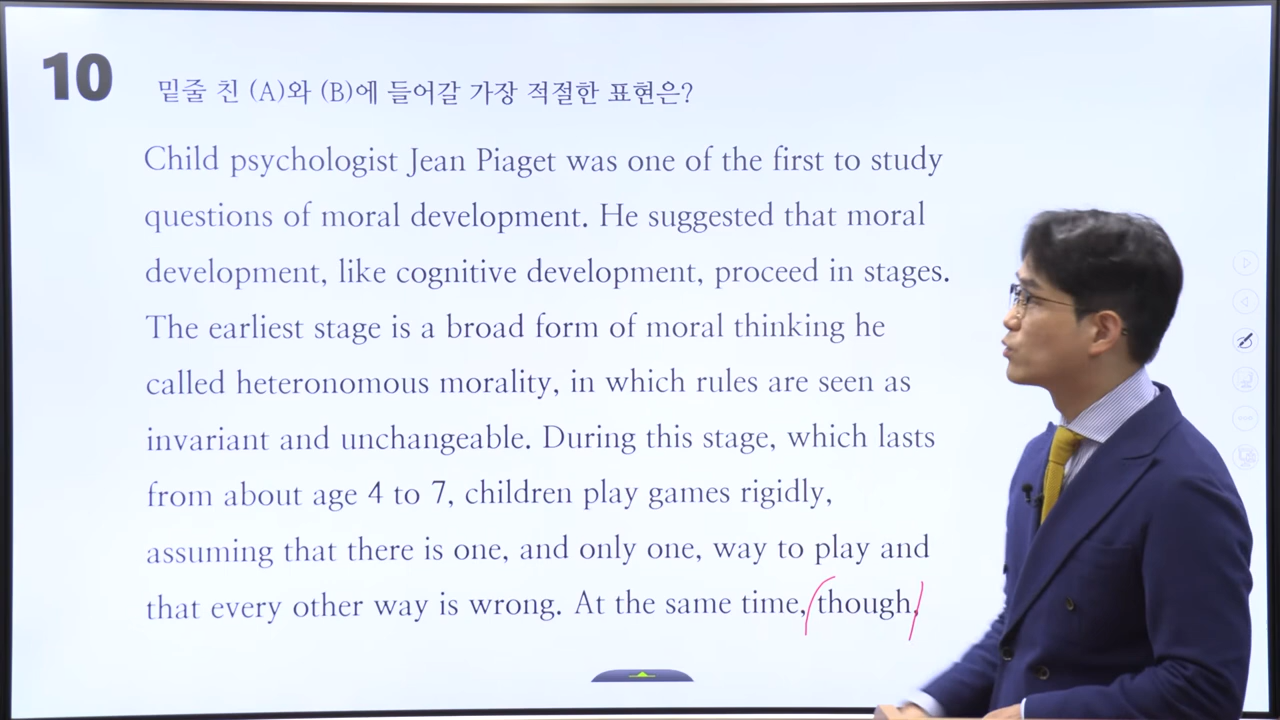 10
밑줄 친 (A)와 (B)에 들어갈 가장 적절한 표현은?
Child psychologist Jean Piaget was one of the first to study
questions of moral development. He suggested that moral
development, like cognitive development, proceed in stages.
The earliest stage is a broad form of moral thinking he
called heteronomous morality, in which rules are seen as
invariant and unchangeable. During this stage, which lasts
from about age 4 to 7, children play games rigidly,
assuming that there is one, and only one, way to play and
that every other way is wrong. At the same time, though,